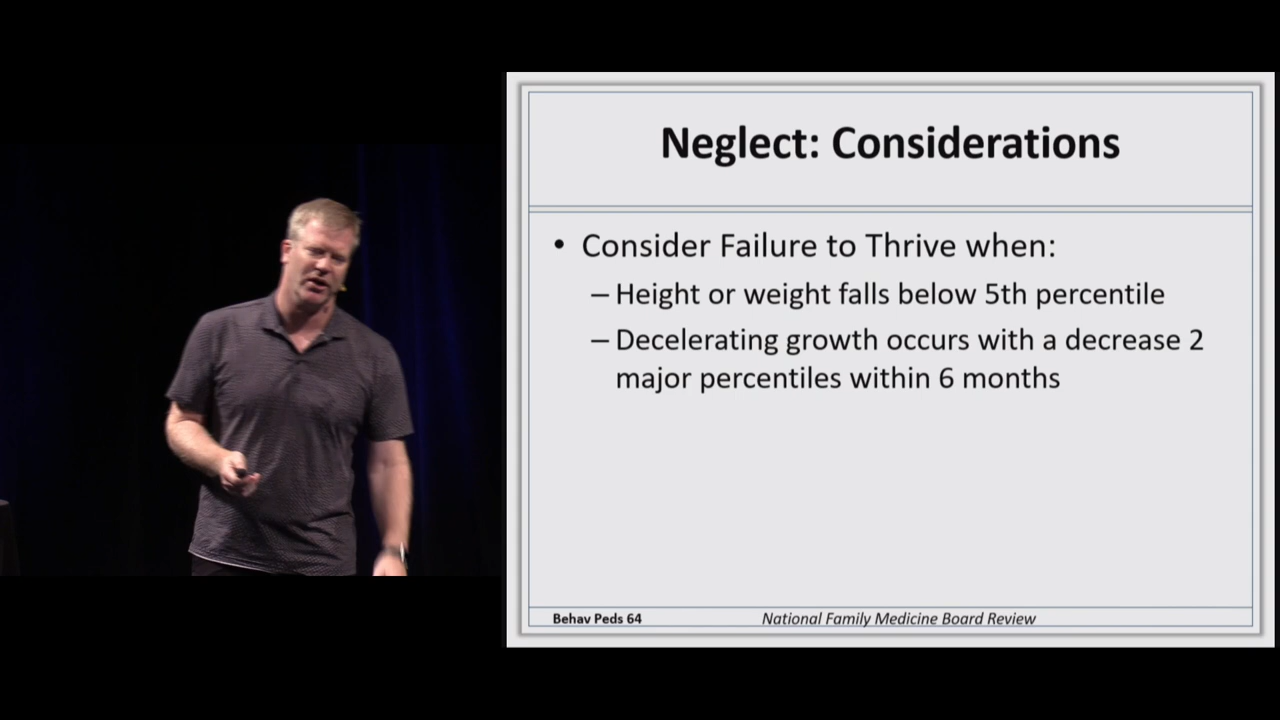 Neglect: Considerations
• Consider Failure to Thrive when:
– Height or weight falls below 5th percentile
– Decelerating growth occurs with a decrease 2
major percentiles within 6 months
Behav Peds 64
National Family Medicine Board Review